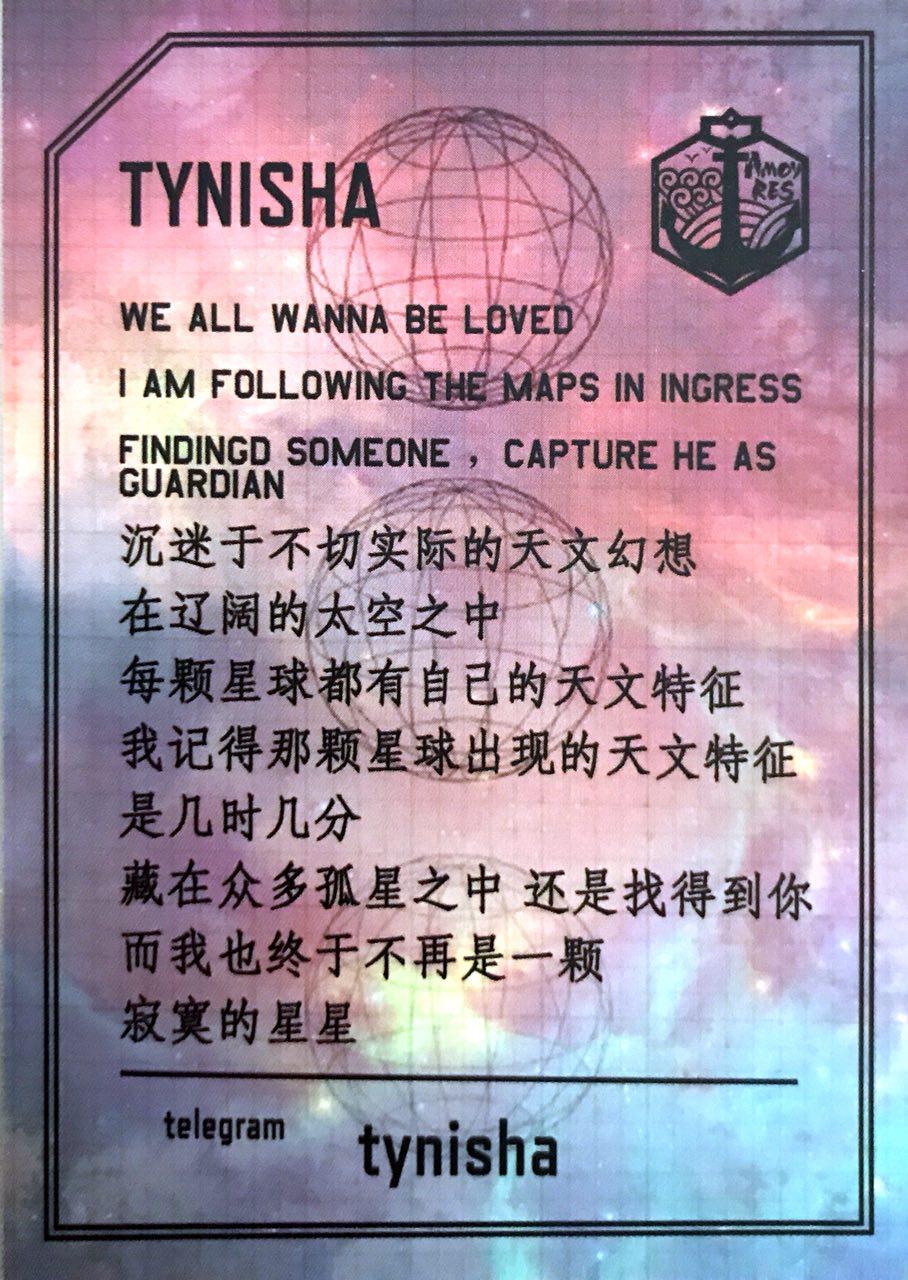 TYNISHA
Amoy
RES
WE ALL WANNA BE LOVED
I AM FOLLOWING THE MAPS IN INGRESS
FINDINGD SOMEONE , CAPTURE HE AS
GUARDIAN
沉迷于不切实际的天文幻想
在辽阔的太空之中
每颗星球都有自己的天文特征
我记得那颗星球出现的天文特征
是几时几分
藏在众多孤星之中 还是找得到你
而我也终于不再是一颗
寂寞的星星
telegram
tynisha